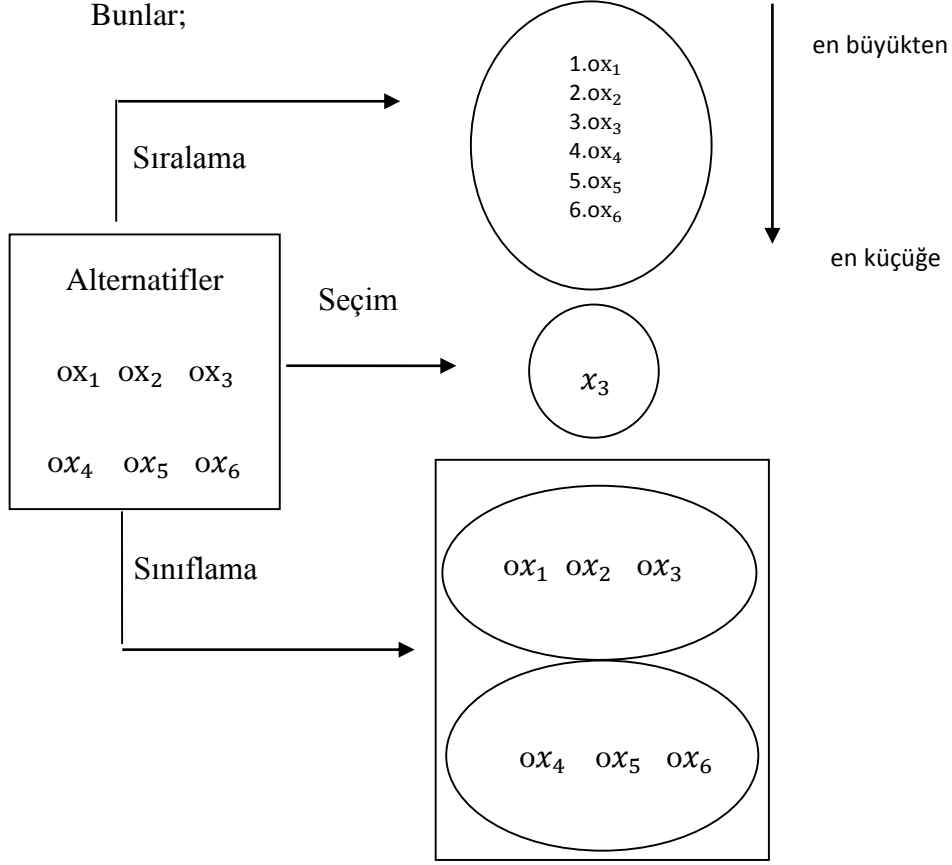 Bunlar;
en büyükten
1.ox₁
2.ox₂
3.ox₃
4.ox₄
5.ox₅
6.ox₆
Sıralama
en küçüğe
Alternatifler
Seçim
ox₁ ox₂ ox₃
x₃
ox₄ ox₅ ox₆
Sınıflama
ox₁ ox₂ ox₃
ox₄ ox₅ ox₆